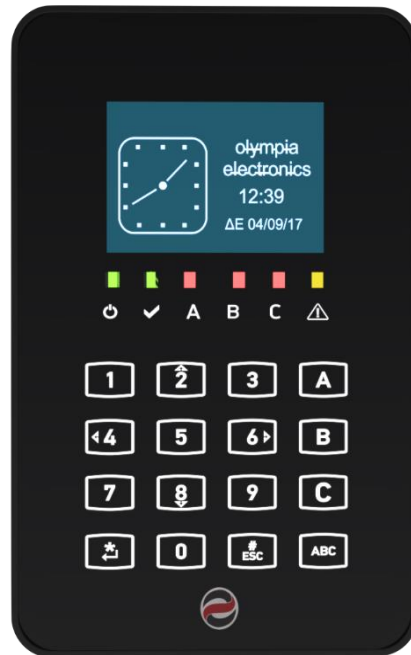 olympia
electronics
12:39
ΔΕ 04/09/17
A B C
1 2 3 A
4 5 6 B
7 8 9 C
* 0 # ESC ABC